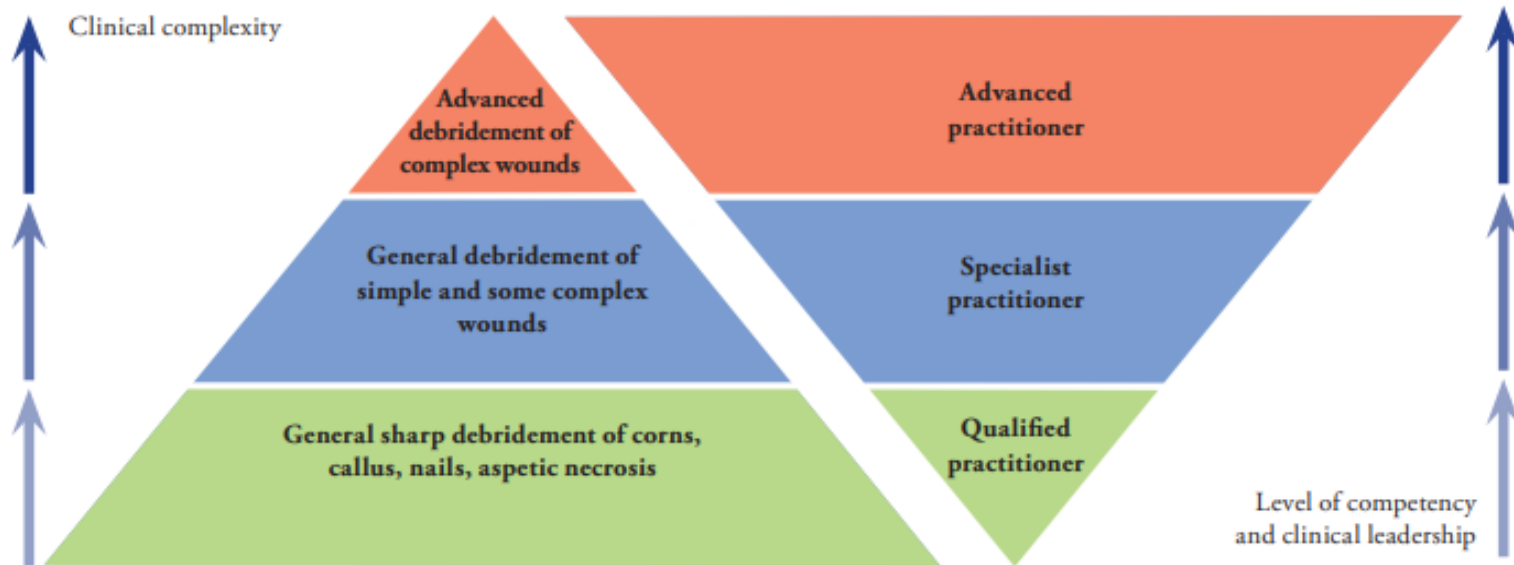 Clinical complexity
Advanced
debridement of
complex wounds
Advanced
practitioner
General debridement of
simple and some complex
wounds
Specialist
practitioner
General sharp debridement of corns,
callus, nails, aspetic necrosis
Qualified
practitioner
Level of competency
and clinical leadership